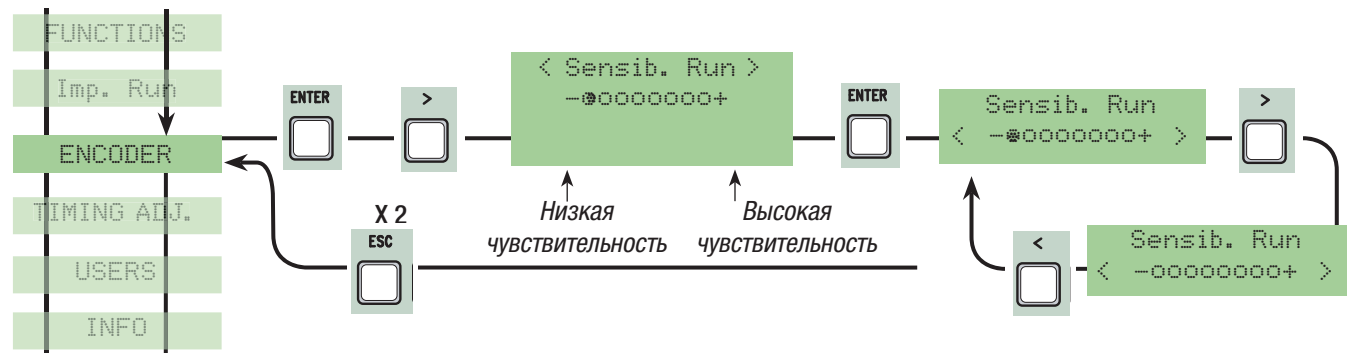 FUNCTIONS
Imp. Run
ENCODER
TIMING ADJ.
USERS
INFO
ENTER
>
< Sensib. Run >
-●ooooooo+
Низкая
чувствительность
Высокая
чувствительность
ENTER
Sensib. Run
< -●ooooooo+ >
>
Sensib. Run
< -oooooooo+ >
<
X 2
ESC